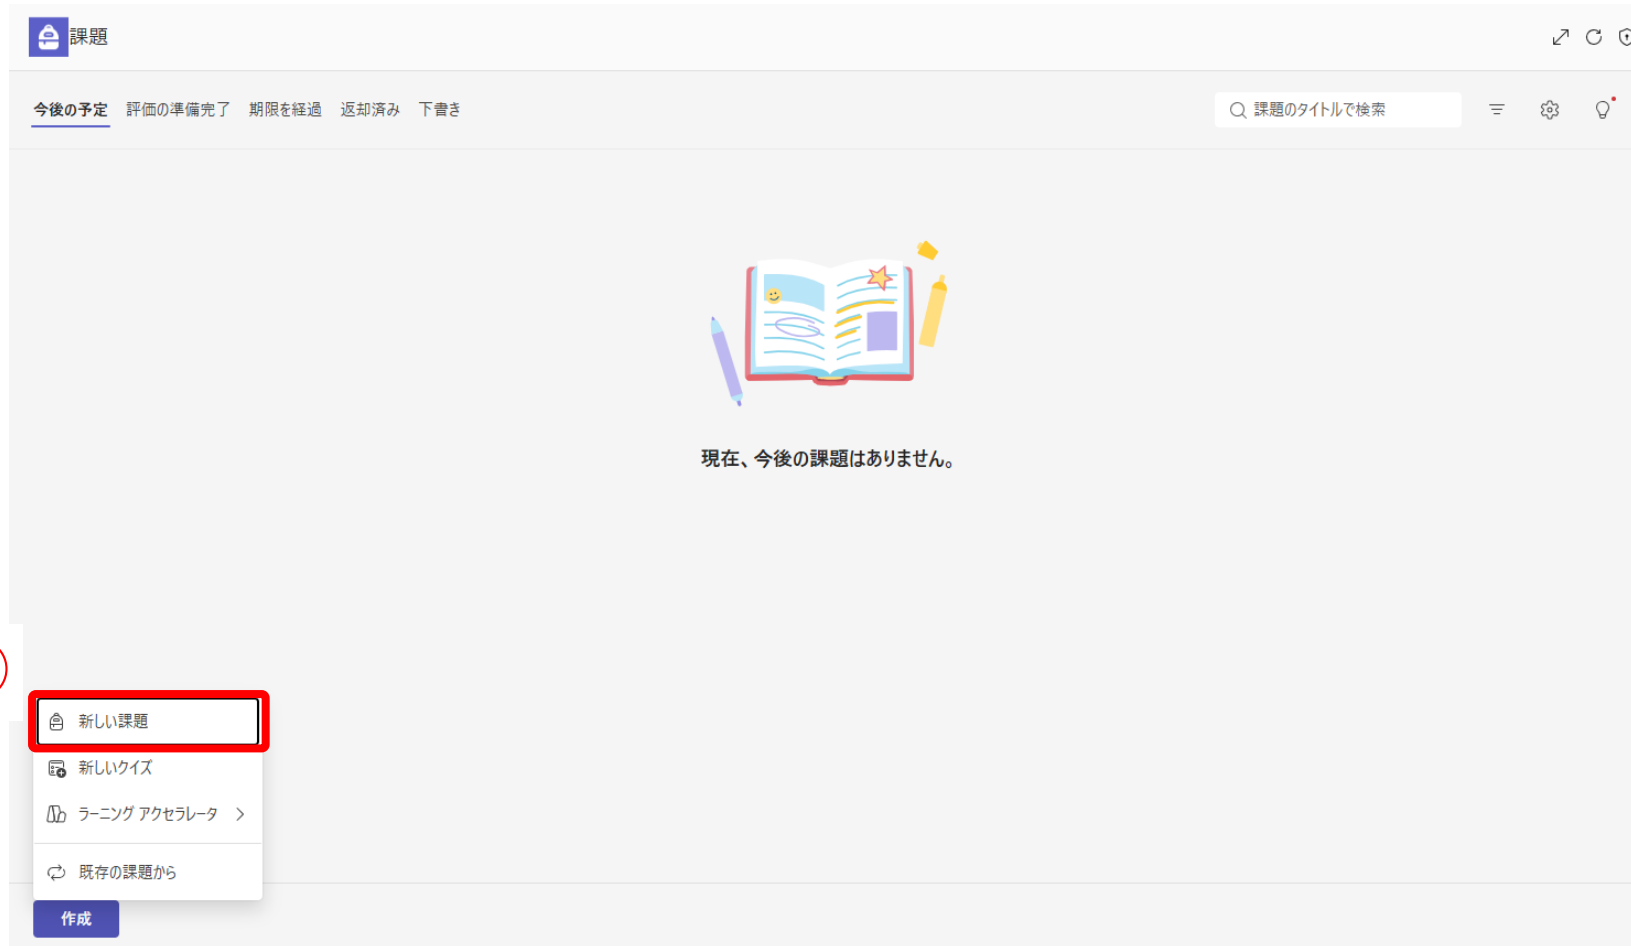 課題
今後の予定 評価の準備完了 期限を経過 返却済み 下書き
課題のタイトルで検索
現在、今後の課題はありません。
新しい課題
新しいクイズ
ラーニング アクセラレータ
既存の課題から
作成